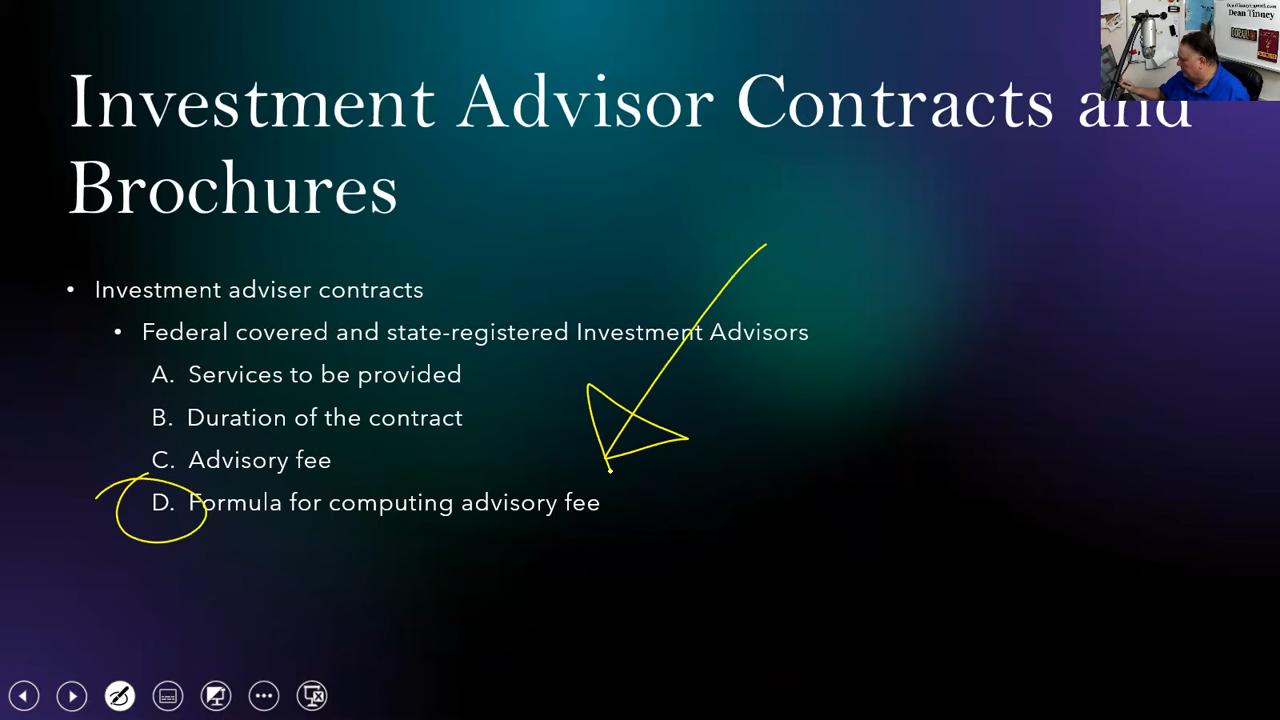 Dean Tinney
Investment Advisor Contracts and
Brochures
• Investment adviser contracts
• Federal covered and state-registered Investment Advisors
A. Services to be provided
B. Duration of the contract
C. Advisory fee
D. Formula for computing advisory fee